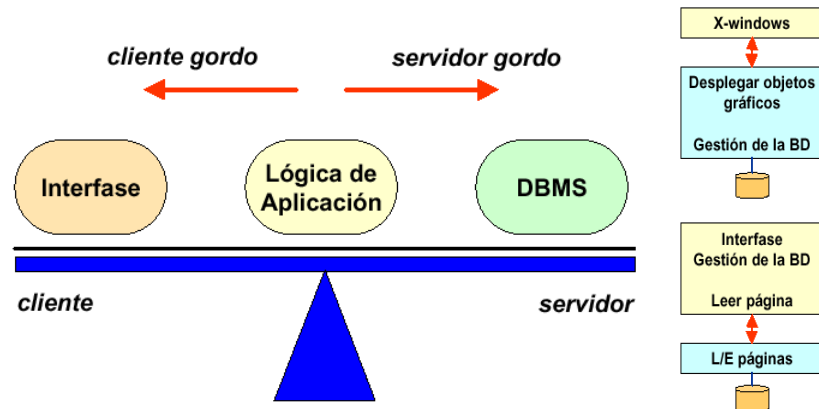 cliente gordo
servidor gordo
Interfase
Lógica de
Aplicación
DBMS
cliente
servidor
X-windows
Desplegar objetos
gráficos
Gestión de la BD
Interfase
Gestión de la BD
Leer página
L/E páginas